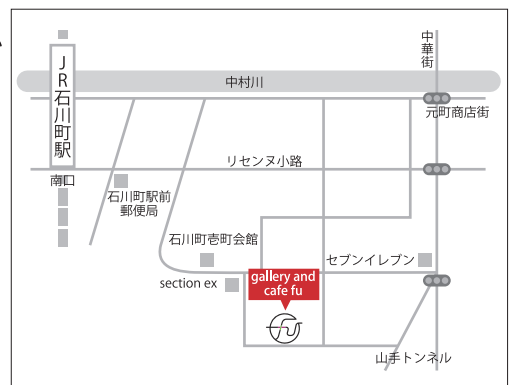 中華街
JR石川町駅
中村川
元町商店街
リセンヌ小路
南口
石川町駅前
郵便局
石川町壱町会館
セブンイレブン
section ex
gallery and
cafe fu
fu
山手トンネル